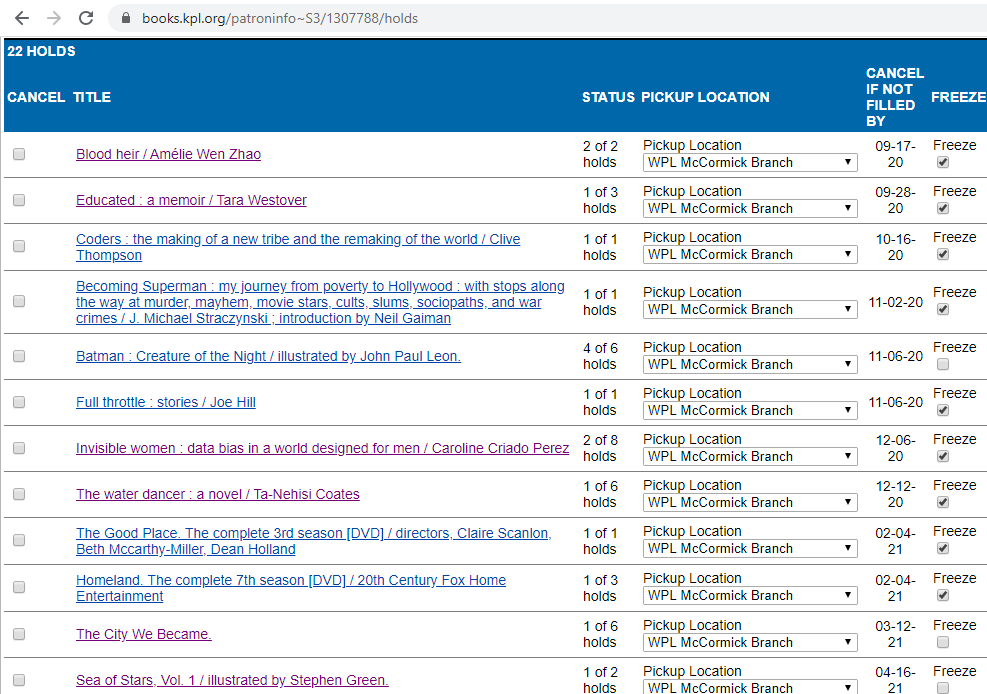 books.kpl.org/patroninfo~S3/1307788/holds
22 HOLDS
CANCEL TITLE STATUS PICKUP LOCATION CANCEL IF NOT FILLED BY FREEZE
Blood heir / Amélie Wen Zhao
2 of 2 holds
Pickup Location
WPL McCormick Branch
09-17-20
Freeze
Educated : a memoir / Tara Westover
1 of 3 holds
Pickup Location
WPL McCormick Branch
09-28-20
Freeze
Coders : the making of a new tribe and the remaking of the world / Clive
Thompson
1 of 1 holds
Pickup Location
WPL McCormick Branch
10-16-20
Freeze
Becoming Superman : my journey from poverty to Hollywood : with stops along
the way at murder, mayhem, movie stars, cults, slums, sociopaths, and war
crimes / J. Michael Straczynski ; introduction by Neil Gaiman
1 of 1 holds
Pickup Location
WPL McCormick Branch
11-02-20
Freeze
Batman : Creature of the Night / illustrated by John Paul Leon.
4 of 6 holds
Pickup Location
WPL McCormick Branch
11-06-20
Freeze
Full throttle : stories / Joe Hill
1 of 1 holds
Pickup Location
WPL McCormick Branch
11-06-20
Freeze
Invisible women : data bias in a world designed for men / Caroline Criado Perez
2 of 8 holds
Pickup Location
WPL McCormick Branch
12-06-20
Freeze
The water dancer : a novel / Ta-Nehisi Coates
1 of 6 holds
Pickup Location
WPL McCormick Branch
12-12-20
Freeze
The Good Place. The complete 3rd season [DVD] / directors, Claire Scanlon,
Beth Mccarthy-Miller, Dean Holland
1 of 1 holds
Pickup Location
WPL McCormick Branch
02-04-21
Freeze
Homeland. The complete 7th season [DVD] / 20th Century Fox Home
Entertainment
1 of 3 holds
Pickup Location
WPL McCormick Branch
02-04-21
Freeze
The City We Became.
1 of 6 holds
Pickup Location
WPL McCormick Branch
03-12-21
Freeze
Sea of Stars, Vol. 1 / illustrated by Stephen Green.
1 of 2 holds
Pickup Location
WPL McCormick Branch
04-16-21
Freeze